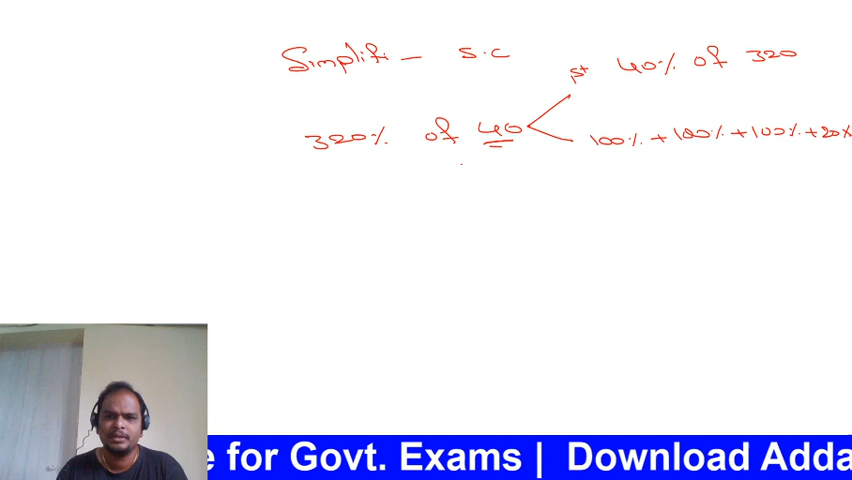 Simplifi - S.C
1st 40% of 320
320% of 40
100% + 100% + 100% + 20%
e for Govt. Exams | Download Adda